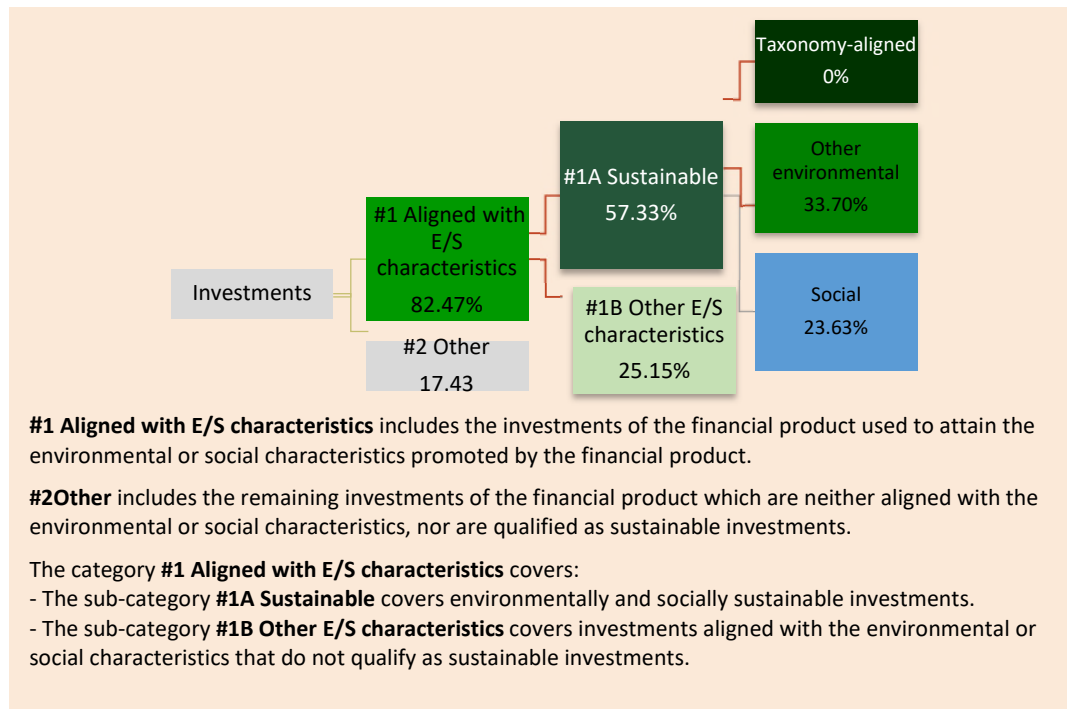 Taxonomy-aligned
0%
#1A Sustainable
57.33%
Other
environmental
33.70%
#1 Aligned with
E/S
characteristics
82.47%
Investments
#1B Other E/S
characteristics
25.15%
Social
23.63%
#2 Other
17.43
#1 Aligned with E/S characteristics includes the investments of the financial product used to attain the
environmental or social characteristics promoted by the financial product.
#2Other includes the remaining investments of the financial product which are neither aligned with the
environmental or social characteristics, nor are qualified as sustainable investments.
The category #1 Aligned with E/S characteristics covers:
- The sub-category #1A Sustainable covers environmentally and socially sustainable investments.
- The sub-category #1B Other E/S characteristics covers investments aligned with the environmental or
social characteristics that do not qualify as sustainable investments.